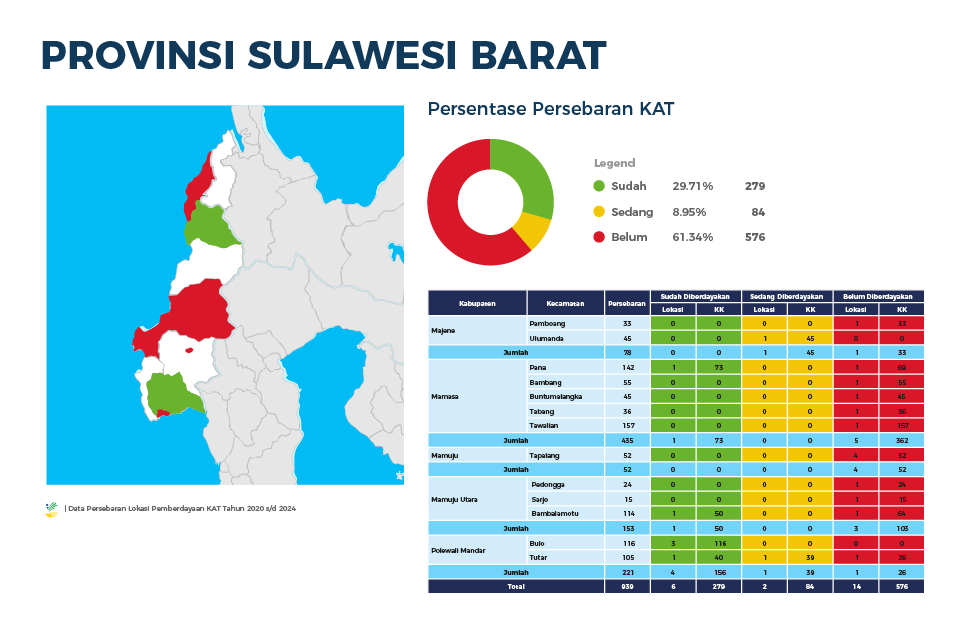 PROVINSI SULAWESI BARAT
Persentase Persebaran KAT
Legend
Sudah 29.71% 279
Sedang 8.95% 84
Belum 61.34% 576
Kabupaten Kecamatan Persebaran Sudah Diberdayakan Sedang Diberdayakan Belum Diberdayakan
Lokasi KK Lokasi KK Lokasi KK
Majene Pamboang 33 0 0 0 0 1 33
Ulumanda 45 0 0 1 45 0 0
Jumlah 78 0 0 1 45 1 33
Mamasa Pana 142 1 73 0 0 1 69
Bambang 55 0 0 0 0 1 55
Buntumalangka 45 0 0 0 0 1 45
Tabang 36 0 0 0 0 1 36
Tawalian 157 0 0 0 0 1 157
Jumlah 435 1 73 0 0 5 362
Mamuju Tapalang 52 0 0 0 0 4 52
Jumlah 52 0 0 0 0 4 52
Mamuju Utara Pedongga 24 0 0 0 0 1 24
Sarjo 15 0 0 0 0 1 15
Bambalamotu 114 1 50 0 0 1 64
Jumlah 153 1 50 0 0 3 103
Polewali Mandar Bulo 116 3 116 0 0 0 0
Tutar 105 1 40 1 39 1 26
Jumlah 221 4 156 1 39 1 26
Total 939 6 279 2 84 14 576
| Data Persebaran Lokasi Pemberdayaan KAT Tahun 2020 s/d 2024